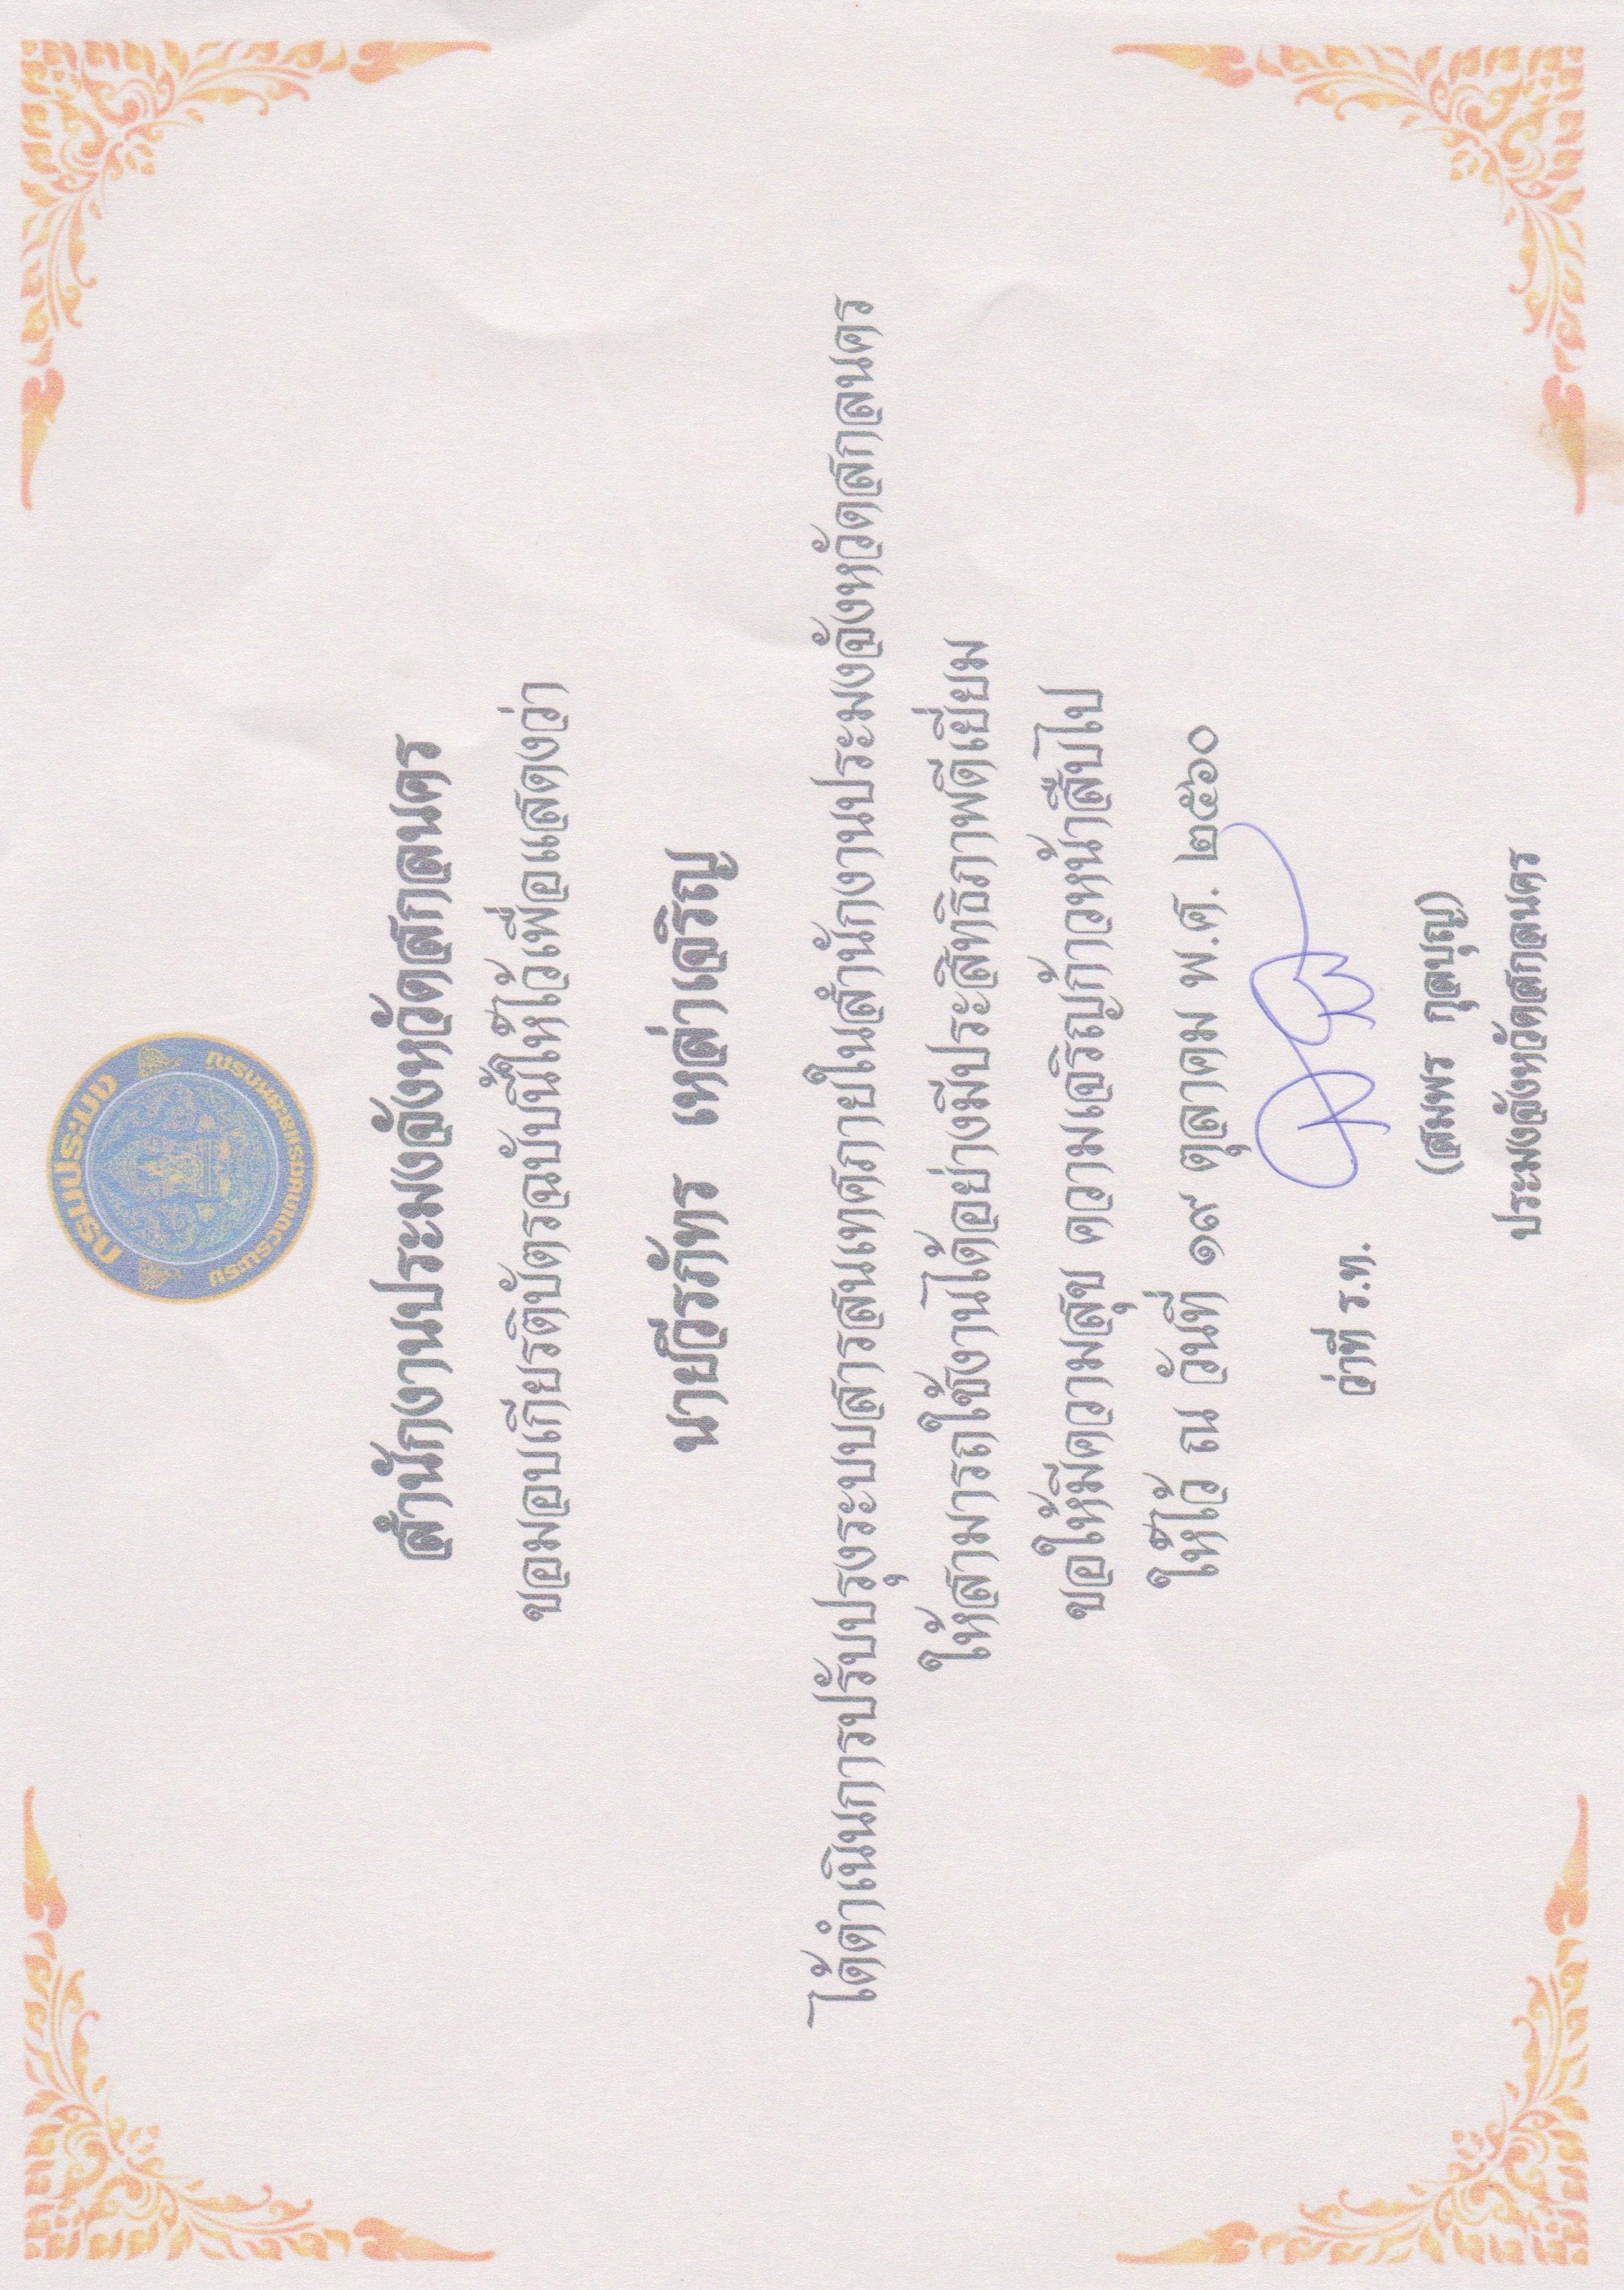 กรมประมง
กระทรวงเกษตรและสหกรณ์
สำนักงานประมงจังหวัดสกลนคร
ขอมอบเกียรติบัตรฉบับนี้ให้ไว้เพื่อแสดงว่า
นายวีรภัทร เหล่าเจริญ
ได้ดำเนินการปรับปรุงระบบสารสนเทศภายในสำนักงานประมงจังหวัดสกลนคร
ให้สามารถใช้งานได้อย่างมีประสิทธิภาพดีเยี่ยม
ขอให้มีความสุข ความเจริญก้าวหน้าสืบไป
ให้ไว้ ณ วันที่ ๑๙ ตุลาคม พ.ศ. ๒๕๖๐
ว่าที่ ร.ท.
(สมพร กุลบุญ)
ประมงจังหวัดสกลนคร